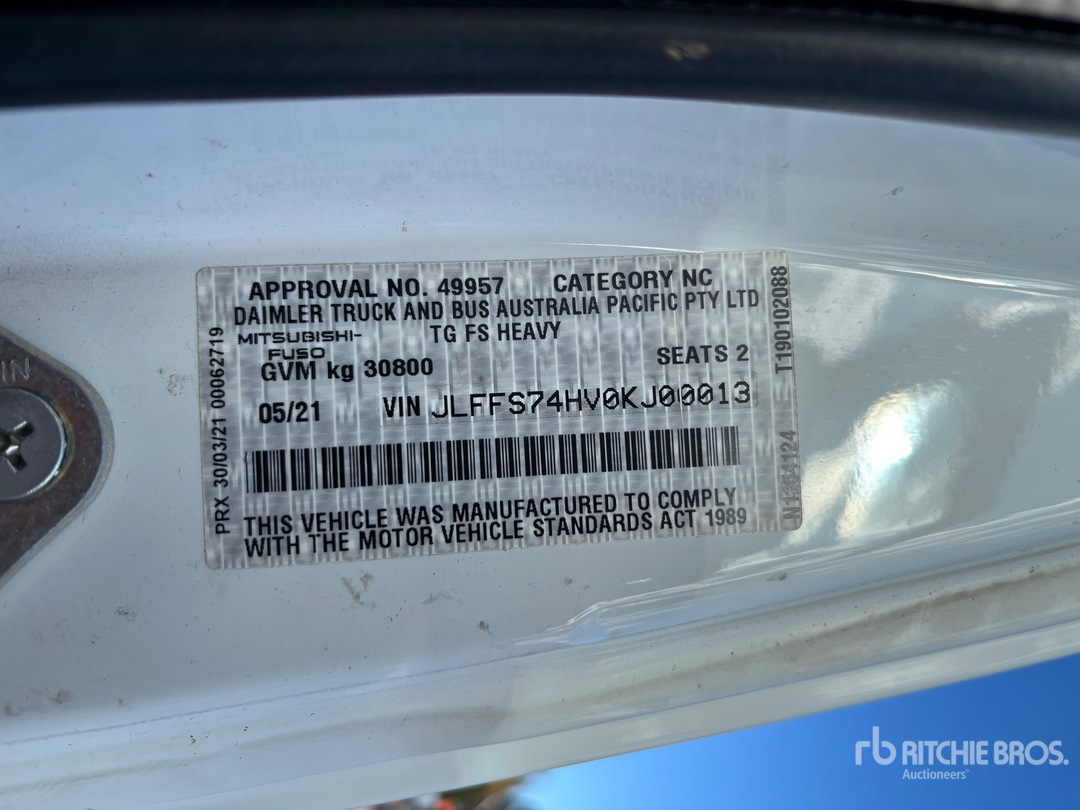 APPROVAL NO. 49957 CATEGORY NC
DAIMLER TRUCK AND BUS AUSTRALIA PACIFIC PTY LTD
MITSUBISHI- TG FS HEAVY
FUSO
GVM kg 30800 SEATS 2
05/21 VIN JLFFS74HV0KJ00013
THIS VEHICLE WAS MANUFACTURED TO COMPLY
WITH THE MOTOR VEHICLE STANDARDS ACT 1989
PRX 30/03/21 00062719
T190102088
IN
rb RITCHIE BROS.
Auctioneers